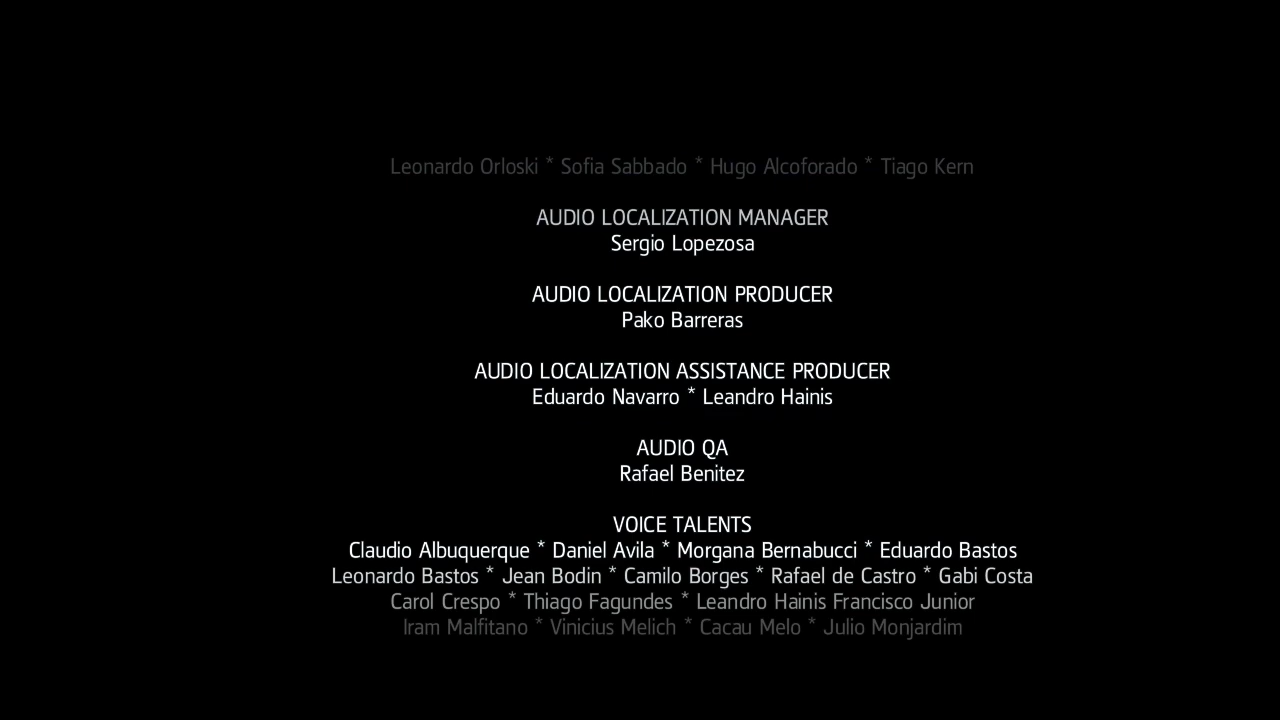 Leonardo Orloski * Sofia Sabbado * Hugo Alcoforado * Tiago Kern
AUDIO LOCALIZATION MANAGER
Sergio Lopezosa
AUDIO LOCALIZATION PRODUCER
Pako Barreras
AUDIO LOCALIZATION ASSISTANCE PRODUCER
Eduardo Navarro * Leandro Hainis
AUDIO QA
Rafael Benitez
VOICE TALENTS
Claudio Albuquerque * Daniel Avila * Morgana Bernabucci * Eduardo Bastos
Leonardo Bastos * Jean Bodin * Camilo Borges * Rafael de Castro * Gabi Costa
Carol Crespo * Thiago Fagundes * Leandro Hainis Francisco Junior
Iram Malfitano * Vinicius Melich * Cacau Melo * Julio Monjardim